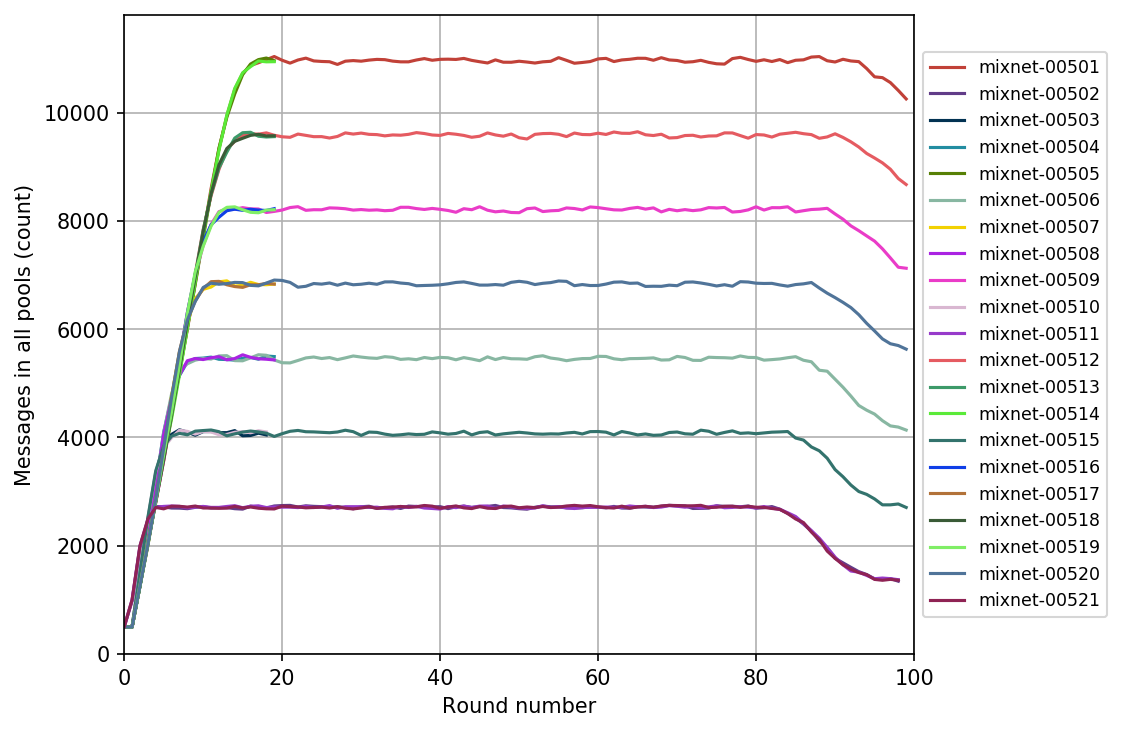 Messages in all pools (count)
10000
8000
6000
4000
2000
0
0 20 40 60 80 100
Round number
mixnet-00501
mixnet-00502
mixnet-00503
mixnet-00504
mixnet-00505
mixnet-00506
mixnet-00507
mixnet-00508
mixnet-00509
mixnet-00510
mixnet-00511
mixnet-00512
mixnet-00513
mixnet-00514
mixnet-00515
mixnet-00516
mixnet-00517
mixnet-00518
mixnet-00519
mixnet-00520
mixnet-00521